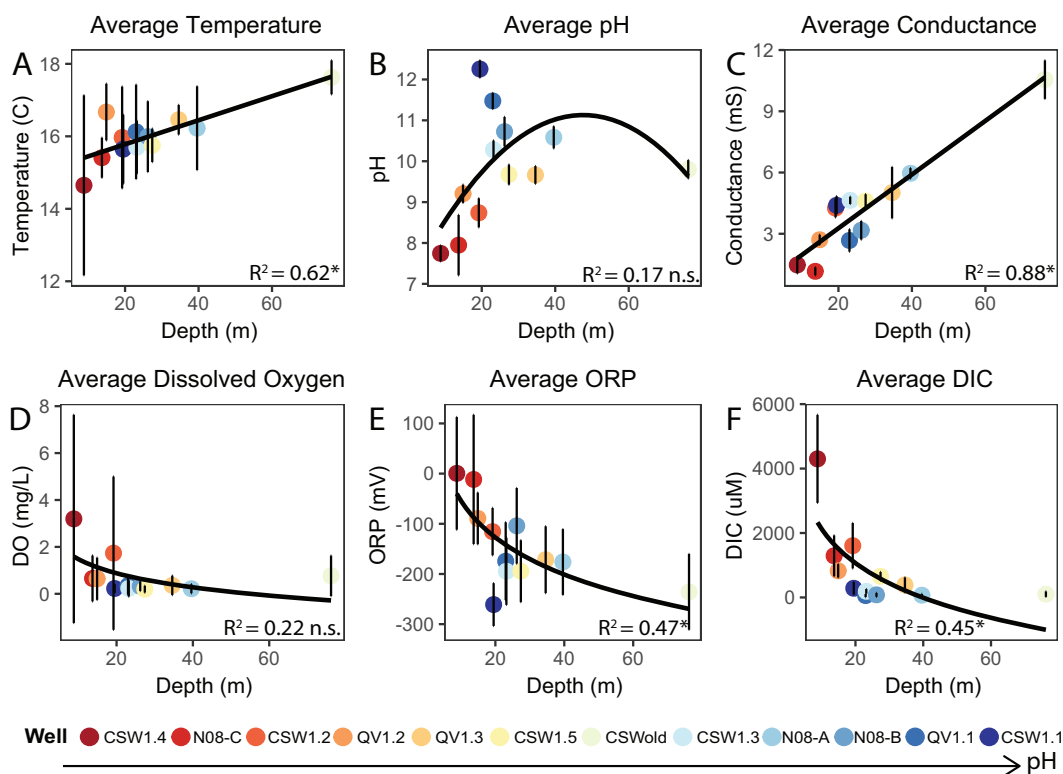 Average Temperature
A
Temperature (C)
18
16
14
12
20
40
60
R² = 0.62*
Depth (m)
Average pH
B
pH
12
11
10
9
8
7
20
40
60
R² = 0.17 n.s.
Depth (m)
Average Conductance
C
Conductance (mS)
12
9
6
3
20
40
60
R² = 0.88*
Depth (m)
Average Dissolved Oxygen
D
DO (mg/L)
8
6
4
2
0
20
40
60
R² = 0.22 n.s.
Depth (m)
Average ORP
E
ORP (mV)
100
0
-100
-200
-300
20
40
60
R² = 0.47*
Depth (m)
Average DIC
F
DIC (uM)
6000
4000
2000
0
20
40
60
R² = 0.45*
Depth (m)
Well CSW1.4 N08-C CSW1.2 QV1.2 QV1.3 CSW1.5 CSWold CSW1.3 N08-A N08-B QV1.1 CSW1.1
pH